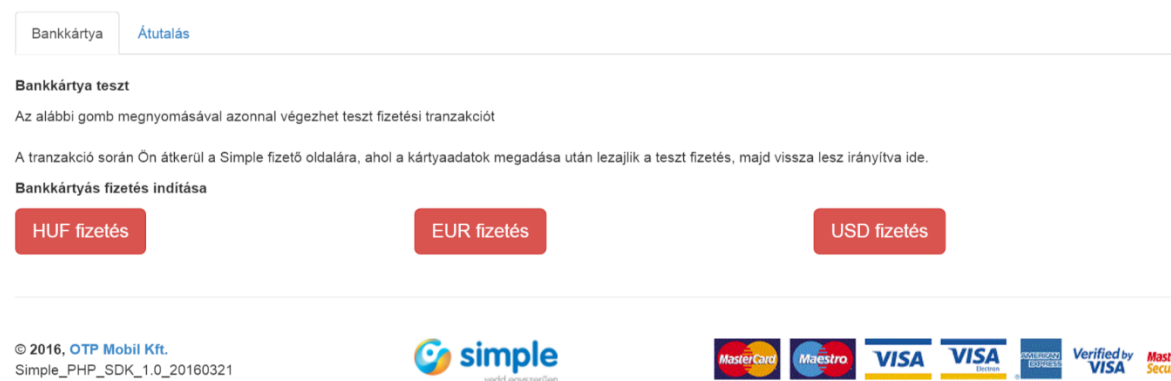 Bankkártya
Átutalás
Bankkártya teszt
Az alábbi gomb megnyomásával azonnal végezhet teszt fizetési tranzakciót
A tranzakció során Ön átkerül a Simple fizető oldalára, ahol a kártyaadatok megadása után lezajlik a teszt fizetés, majd vissza lesz irányítva ide.
Bankkártyás fizetés indítása
HUF fizetés
EUR fizetés
USD fizetés
© 2016, OTP Mobil Kft.
Simple_PHP_SDK_1.0_20160321
simple
MasterCard
Maestro
VISA
VISA
Electron
AMERICAN
EXPRESS
Verified by
VISA